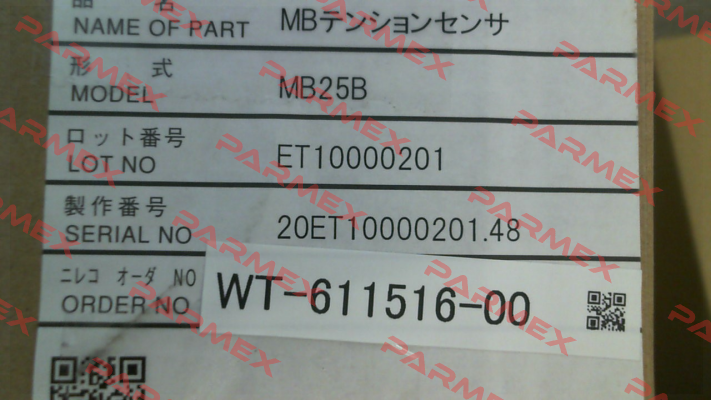 品 名
NAME OF PART MBテンションセンサ
形 式
MODEL MB25B
ロット番号
LOT NO ET10000201
製作番号
SERIAL NO 20ET10000201.48
ニレコ オーダ NO
ORDER NO WT-611516-00
PARMEX